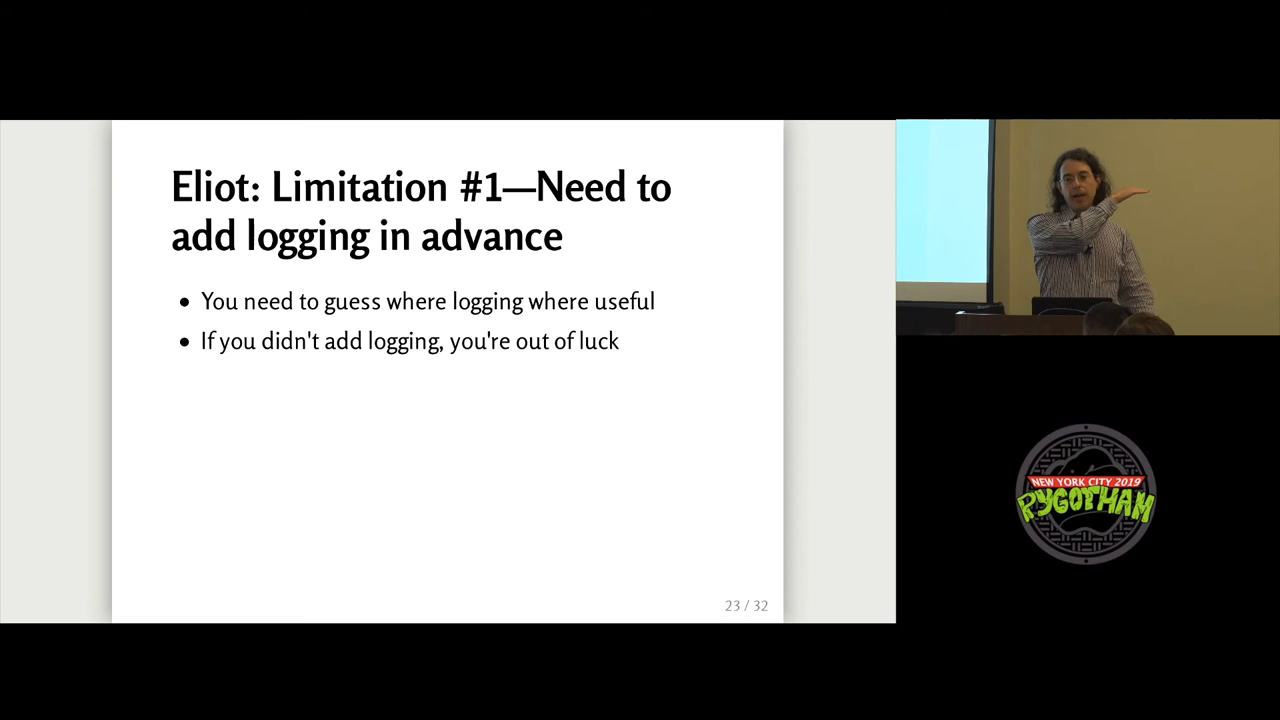 Eliot: Limitation #1—Need to
add logging in advance
• You need to guess where logging where useful
• If you didn't add logging, you're out of luck
23 / 32
NEW YORK CITY 2019
PYGOTHAM